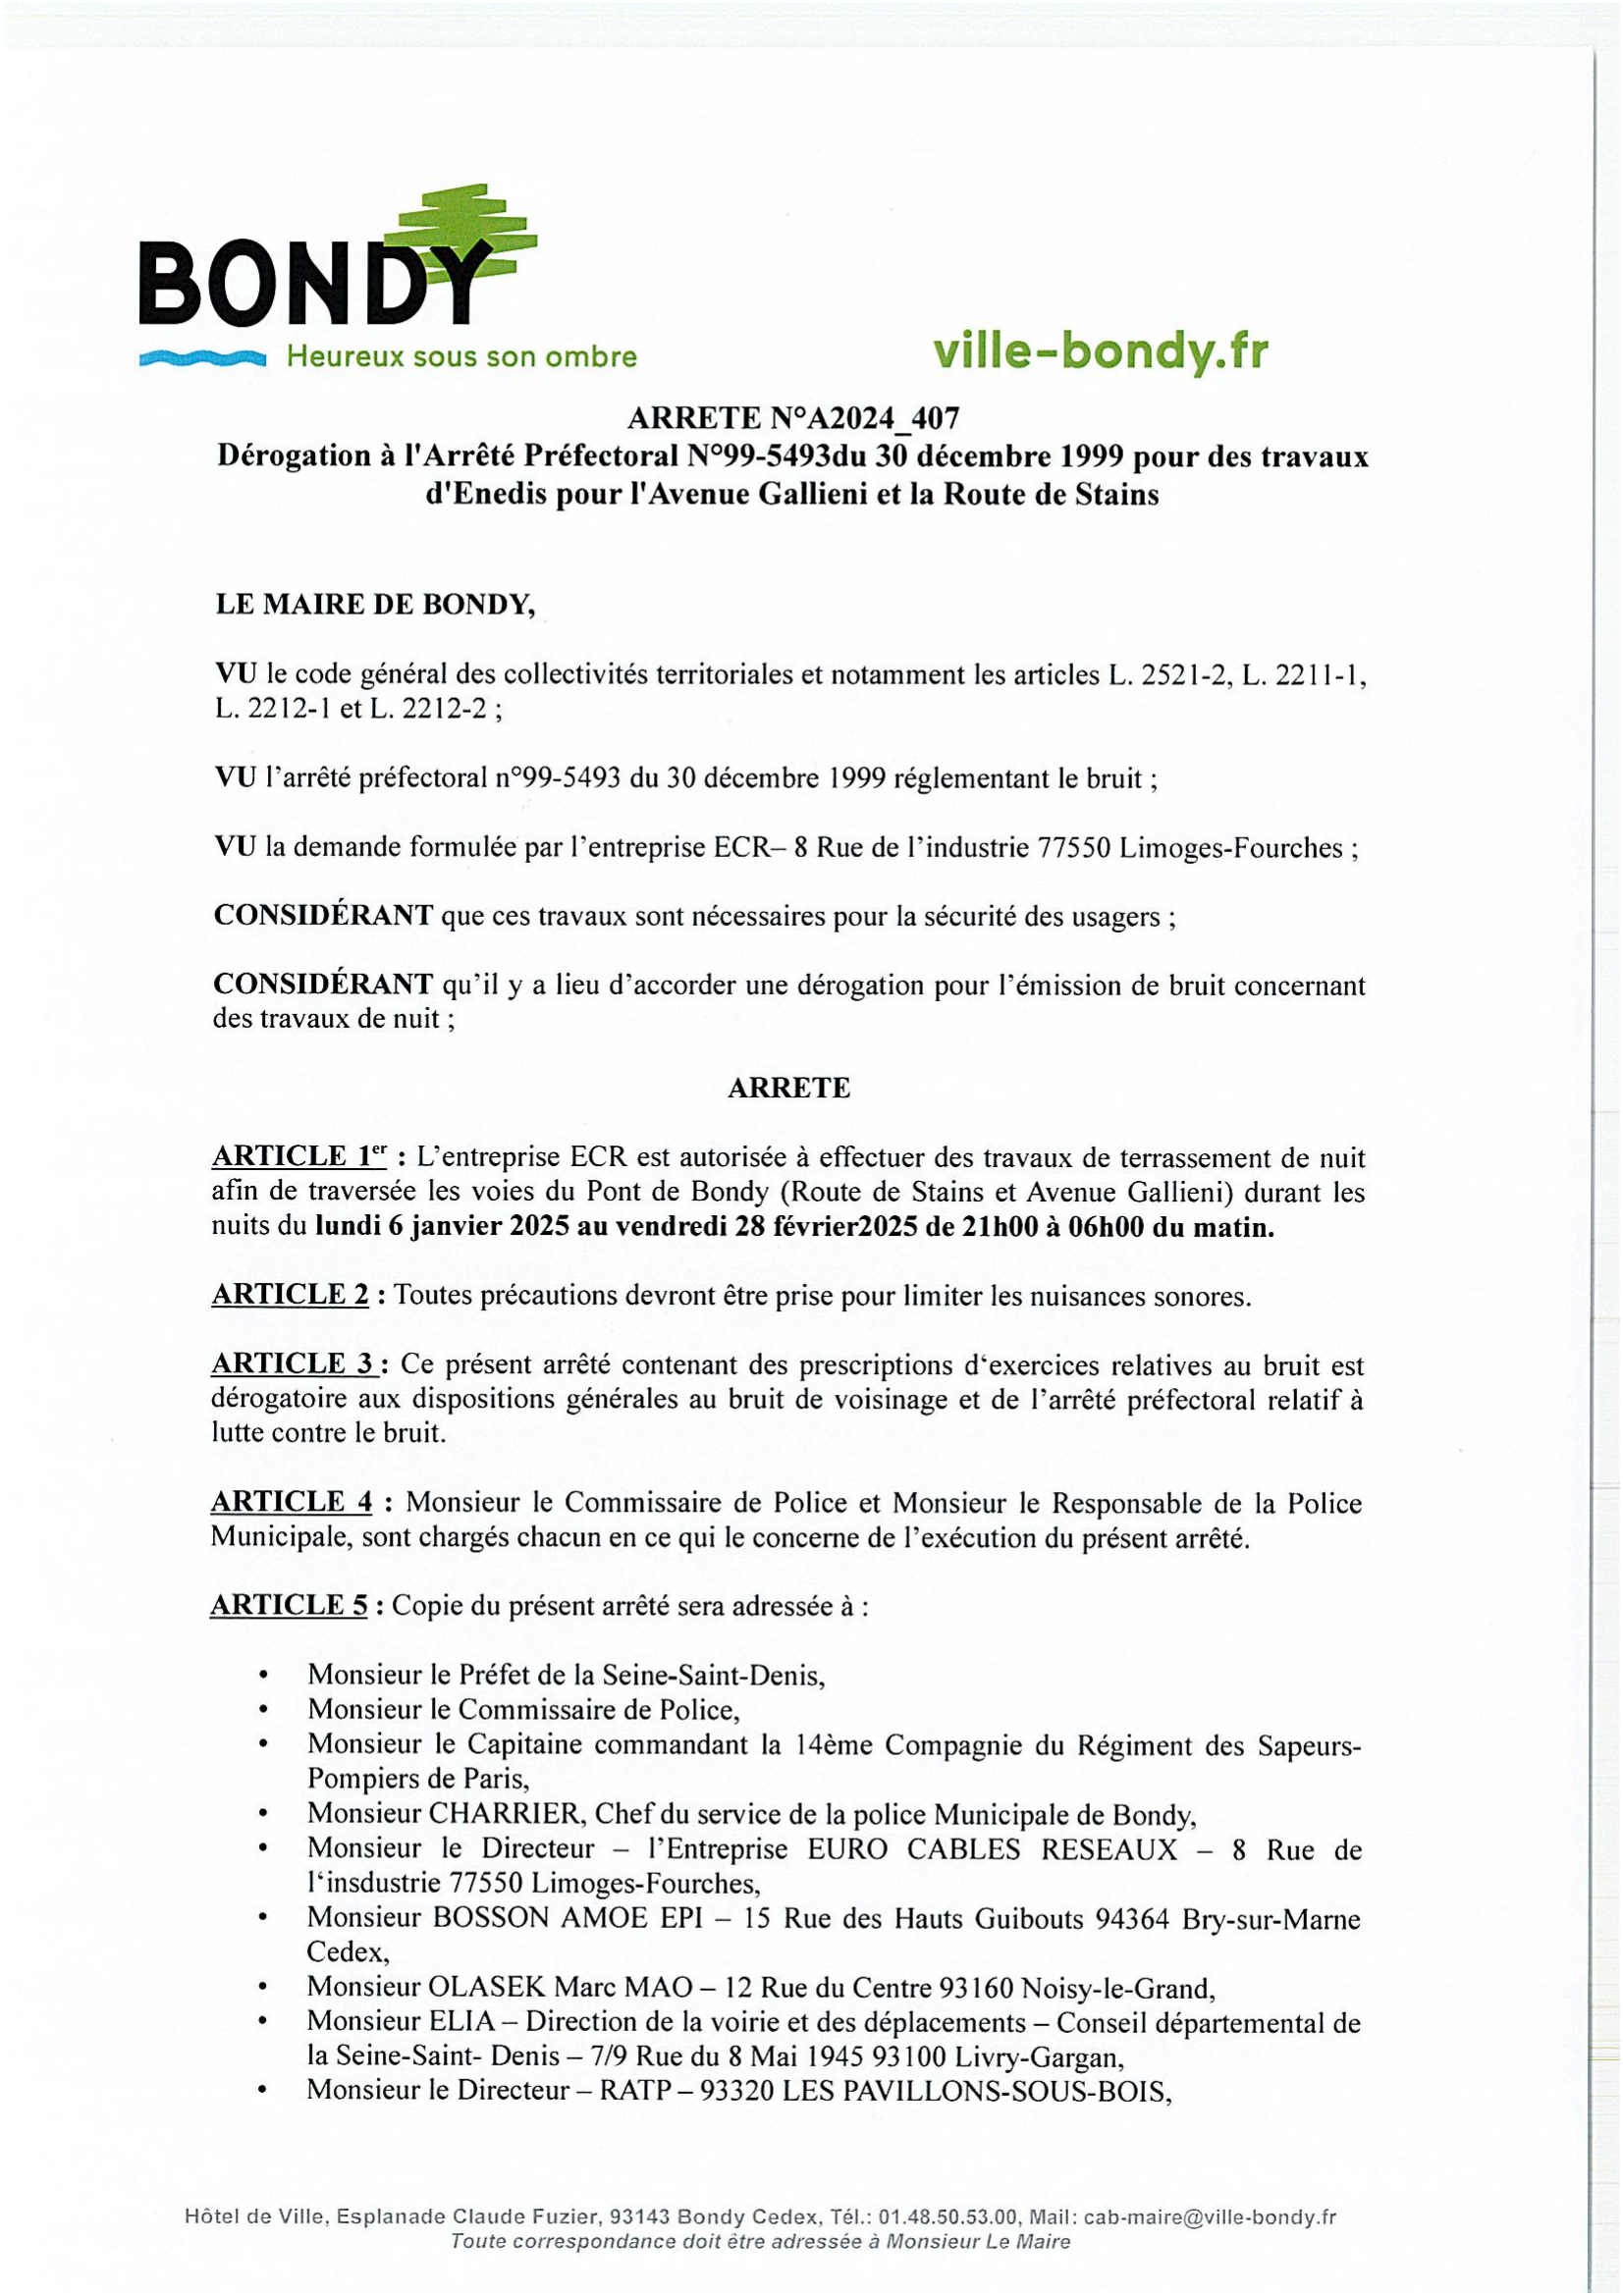 BONDY
Heureux sous son ombre
ville-bondy.fr
ARRETE N°A2024_407
Dérogation à l'Arrêté Préfectoral N°99-5493du 30 décembre 1999 pour des travaux
d'Enedis pour l'Avenue Gallieni et la Route de Stains
LE MAIRE DE BONDY,
VU le code général des collectivités territoriales et notamment les articles L. 2521-2, L. 2211-1,
L. 2212-1 et L. 2212-2 ;
VU l’arrêté préfectoral n°99-5493 du 30 décembre 1999 réglementant le bruit ;
VU la demande formulée par l’entreprise ECR– 8 Rue de l’industrie 77550 Limoges-Fourches ;
CONSIDÉRANT que ces travaux sont nécessaires pour la sécurité des usagers ;
CONSIDÉRANT qu’il y a lieu d’accorder une dérogation pour l’émission de bruit concernant
des travaux de nuit ;
ARRETE
ARTICLE 1er : L’entreprise ECR est autorisée à effectuer des travaux de terrassement de nuit
afin de traversée les voies du Pont de Bondy (Route de Stains et Avenue Gallieni) durant les
nuits du lundi 6 janvier 2025 au vendredi 28 février2025 de 21h00 à 06h00 du matin.
ARTICLE 2 : Toutes précautions devront être prise pour limiter les nuisances sonores.
ARTICLE 3 : Ce présent arrêté contenant des prescriptions d‘exercices relatives au bruit est
dérogatoire aux dispositions générales au bruit de voisinage et de l’arrêté préfectoral relatif à
lutte contre le bruit.
ARTICLE 4 : Monsieur le Commissaire de Police et Monsieur le Responsable de la Police
Municipale, sont chargés chacun en ce qui le concerne de l’exécution du présent arrêté.
ARTICLE 5 : Copie du présent arrêté sera adressée à :
• Monsieur le Préfet de la Seine-Saint-Denis,
• Monsieur le Commissaire de Police,
• Monsieur le Capitaine commandant la 14ème Compagnie du Régiment des Sapeurs-
Pompiers de Paris,
• Monsieur CHARRIER, Chef du service de la police Municipale de Bondy,
• Monsieur le Directeur – l’Entreprise EURO CABLES RESEAUX – 8 Rue de
l‘insdustrie 77550 Limoges-Fourches,
• Monsieur BOSSON AMOE EPI – 15 Rue des Hauts Guibouts 94364 Bry-sur-Marne
Cedex,
• Monsieur OLASEK Marc MAO – 12 Rue du Centre 93160 Noisy-le-Grand,
• Monsieur ELIA – Direction de la voirie et des déplacements – Conseil départemental de
la Seine-Saint- Denis – 7/9 Rue du 8 Mai 1945 93100 Livry-Gargan,
• Monsieur le Directeur – RATP – 93320 LES PAVILLONS-SOUS-BOIS,
Hôtel de Ville, Esplanade Claude Fuzier, 93143 Bondy Cedex, Tél.: 01.48.50.53.00, Mail: cab-maire@ville-bondy.fr
Toute correspondance doit être adressée à Monsieur Le Maire